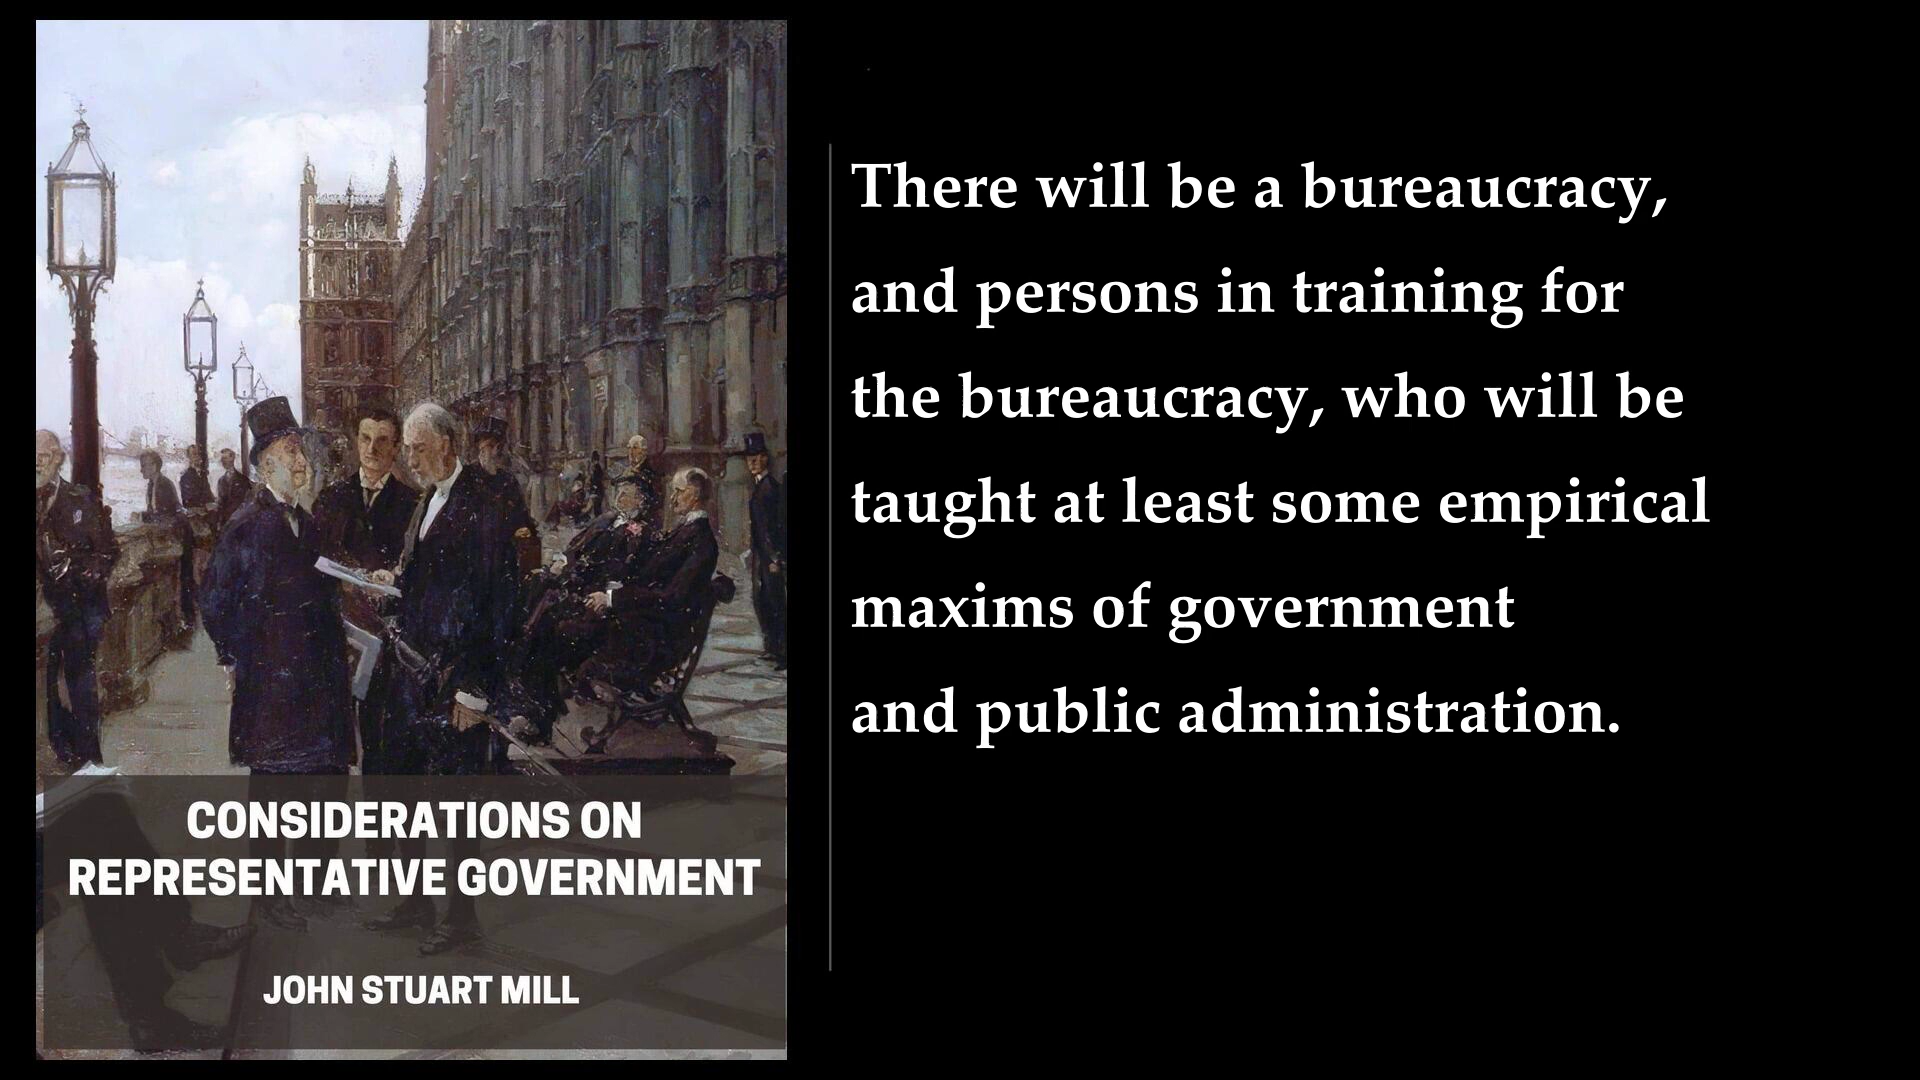 There will be a bureaucracy,
and persons in training for
the bureaucracy, who will be
taught at least some empirical
maxims of government
and public administration.
CONSIDERATIONS ON
REPRESENTATIVE GOVERNMENT
JOHN STUART MILL